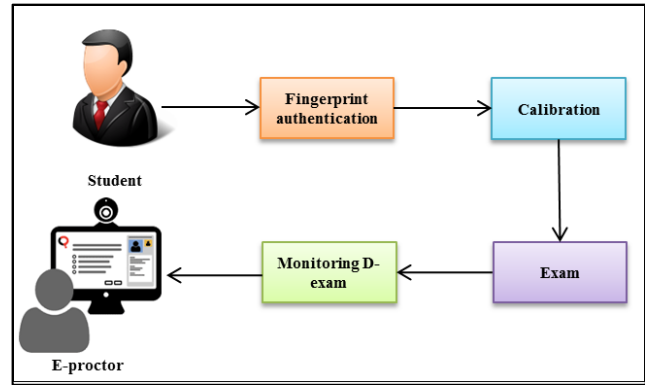 Fingerprint
authentication
Calibration
Student
Monitoring D-
exam
Exam
E-proctor